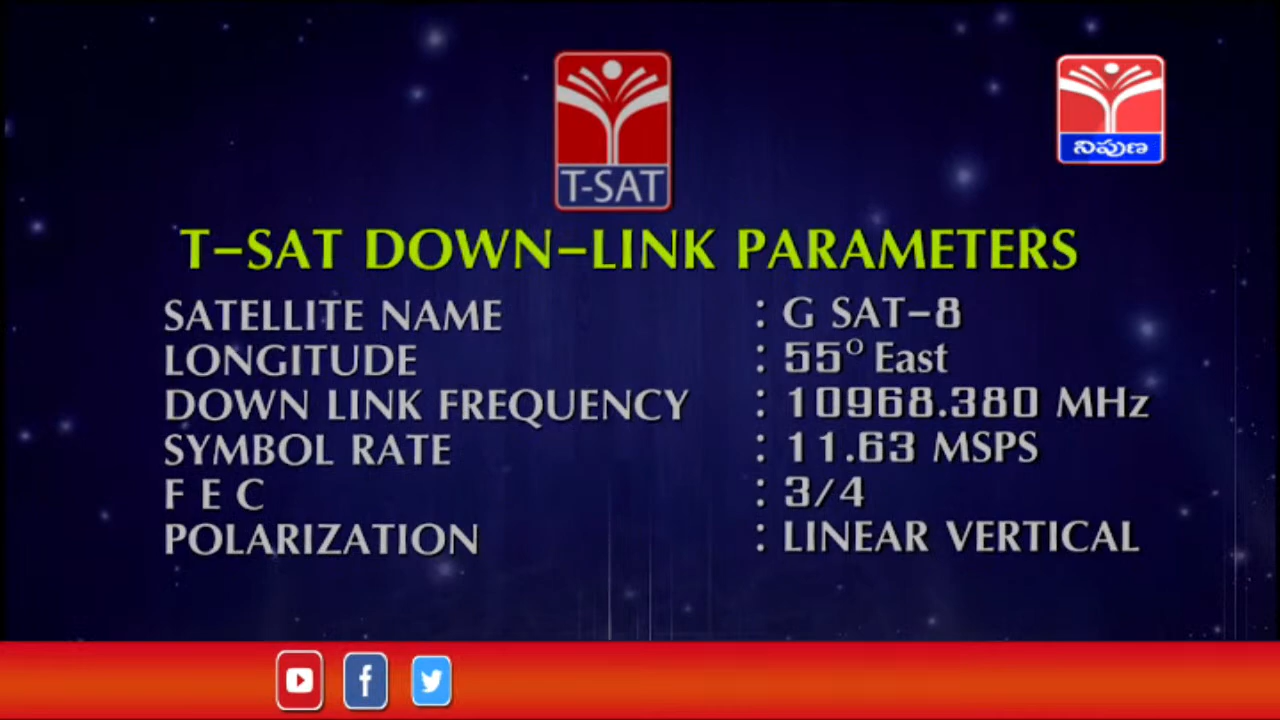 T-SAT
నిపుణ
T-SAT DOWN-LINK PARAMETERS
SATELLITE NAME : G SAT-8
LONGITUDE : 55° East
DOWN LINK FREQUENCY : 10968.380 MHz
SYMBOL RATE : 11.63 MSPS
F E C : 3/4
POLARIZATION : LINEAR VERTICAL